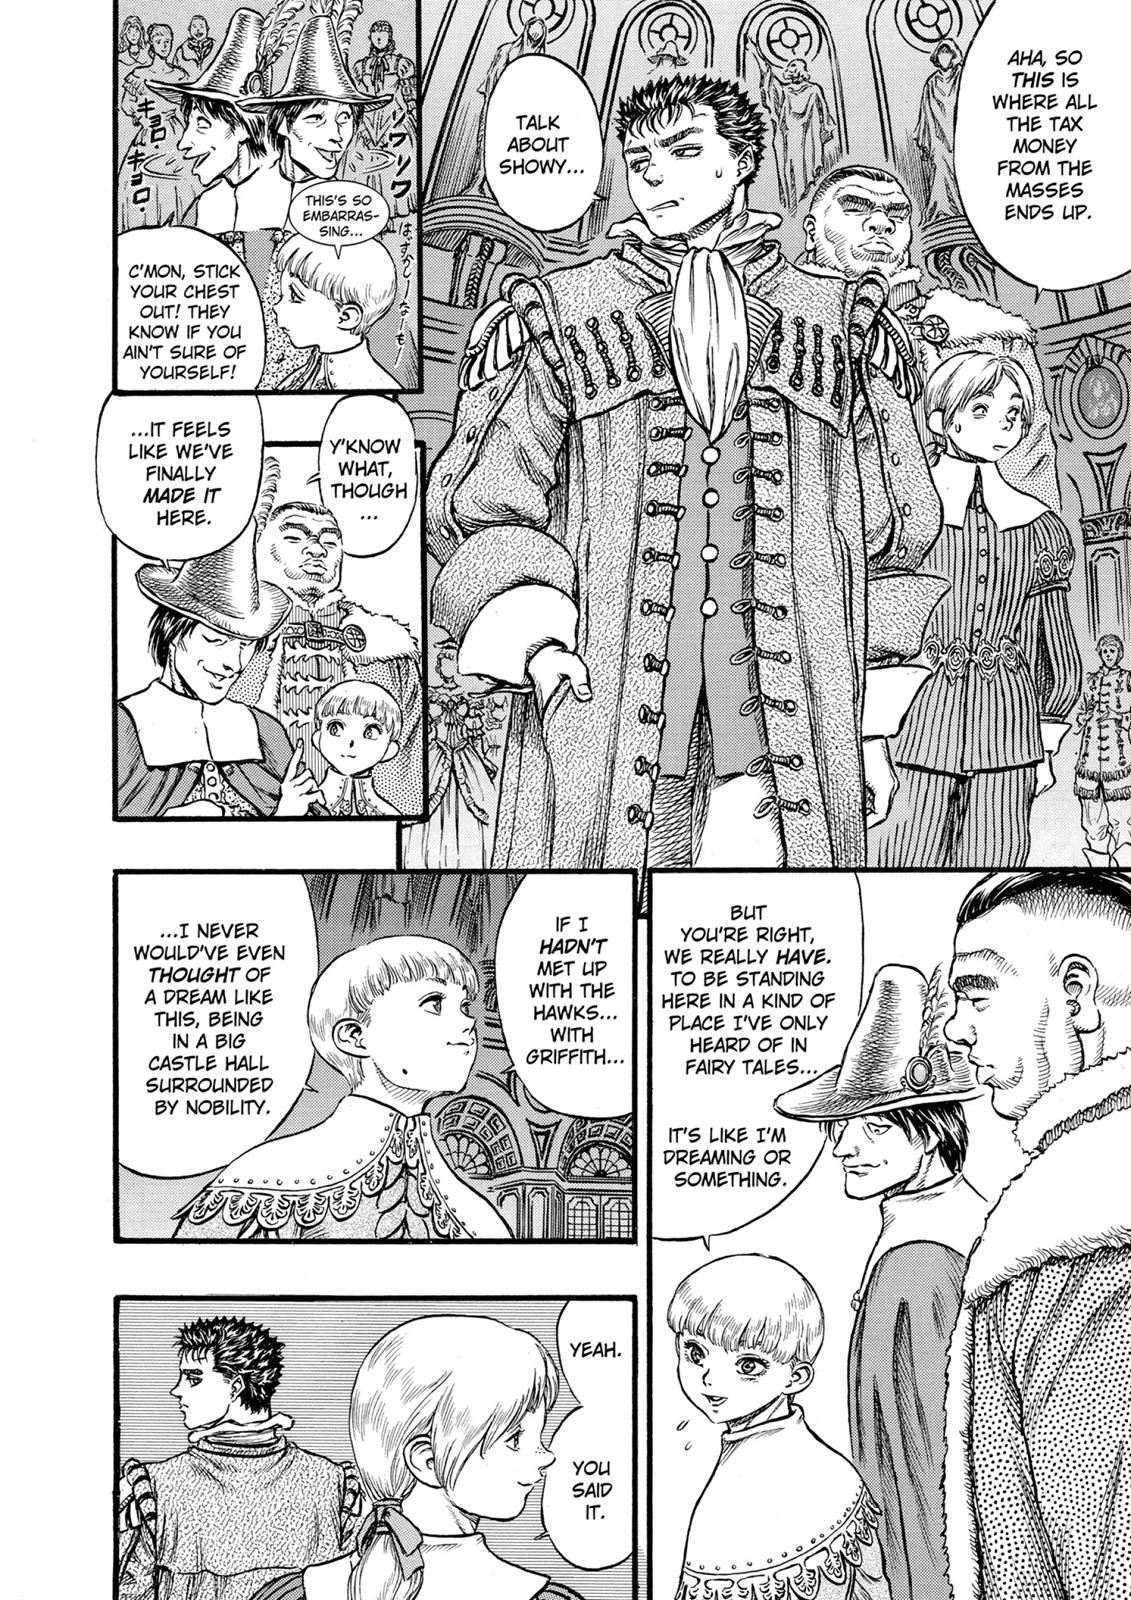 AHA, SO
THIS IS
WHERE ALL
THE TAX
MONEY
FROM THE
MASSES
ENDS UP.
TALK
ABOUT
SHOWY...
キョロ・キョロ・
ゾワリゾワ
THIS'S SO
EMBARRAS-
SING...
はずかし〜なも〜
C'MON, STICK
YOUR CHEST
OUT! THEY
KNOW IF YOU
AIN'T SURE OF
YOURSELF!
Y'KNOW
WHAT,
THOUGH
...
...IT FEELS
LIKE WE'VE
FINALLY
MADE IT
HERE.
BUT
YOU'RE RIGHT,
WE REALLY HAVE.
TO BE STANDING
HERE IN A KIND OF
PLACE I'VE ONLY
HEARD OF IN
FAIRY TALES...
IT'S LIKE I'M
DREAMING OR
SOMETHING.
IF I
HADN'T
MET UP
WITH THE
HAWKS...
WITH
GRIFFITH...
...I NEVER
WOULD'VE EVEN
THOUGHT OF
A DREAM LIKE
THIS, BEING
IN A BIG
CASTLE HALL
SURROUNDED
BY NOBILITY.
YEAH.
YOU
SAID
IT.